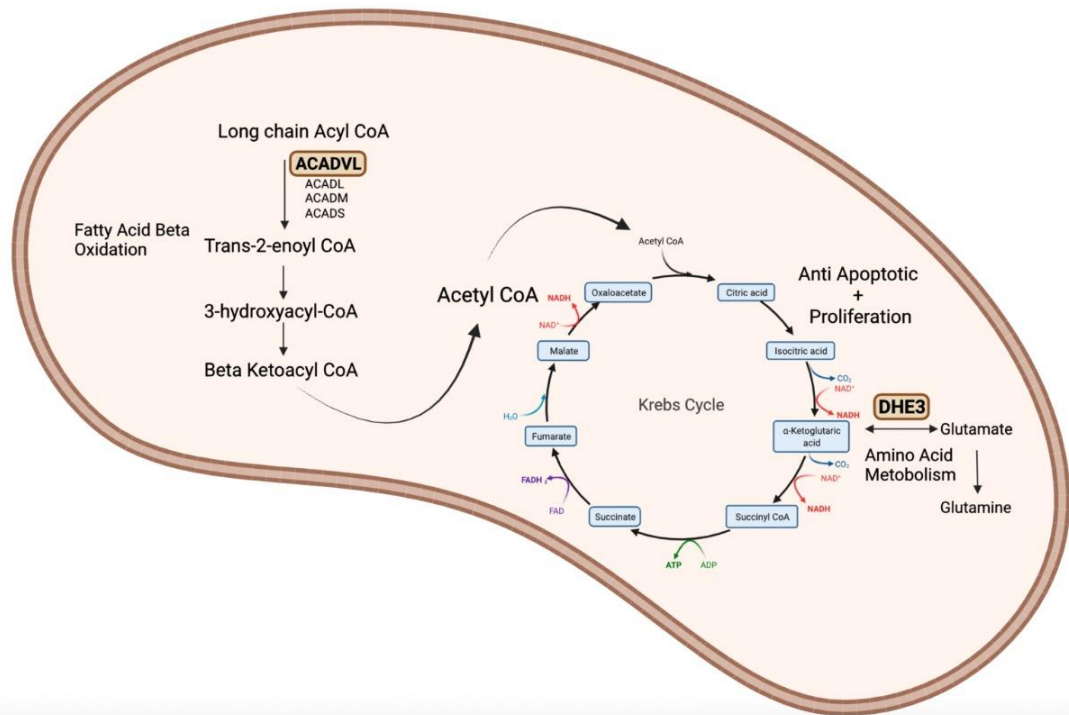 Long chain Acyl CoA
ACADVL
ACADL
ACADM
ACADS
Fatty Acid Beta
Oxidation
Trans-2-enoyl CoA
3-hydroxyacyl-CoA
Beta Ketoacyl CoA
Acetyl CoA
Acetyl CoA
Oxaloacetate
Citric acid
Anti Apoptotic
+
Proliferation
NADH
NAD⁺
Malate
Isocitric acid
CO₂
NAD⁺
NADH
Krebs Cycle
DHE3
H₂O
Fumarate
α-Ketoglutaric
acid
Glutamate
CO₂
Amino Acid
Metobolism
NAD⁺
NADH
FADH ₂
FAD
Glutamine
Succinate
Succinyl CoA
ATP
ADP